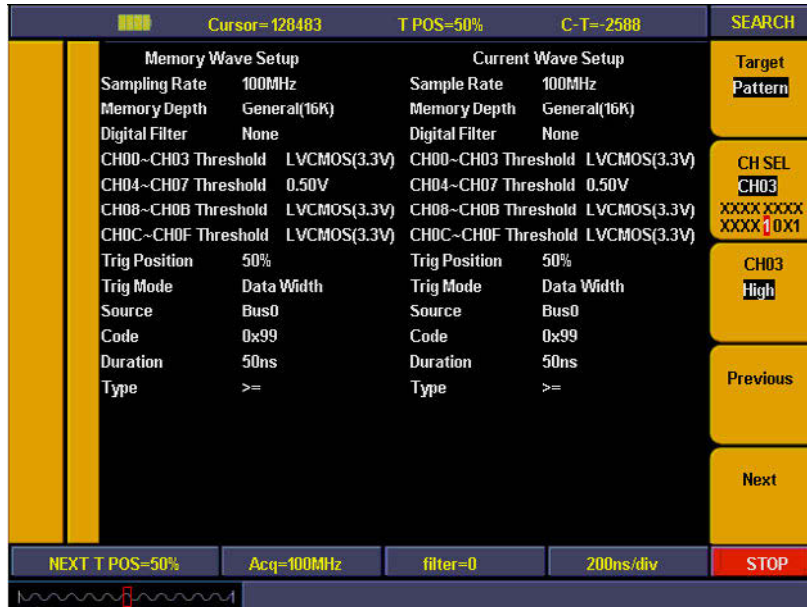 Cursor=128483 T POS=50% C-T=-2588 SEARCH
Memory Wave Setup Current Wave Setup
Sampling Rate 100MHz Sample Rate 100MHz
Memory Depth General(16K) Memory Depth General(16K)
Digital Filter None Digital Filter None
CH00~CH03 Threshold LVCMOS(3.3V) CH00~CH03 Threshold LVCMOS(3.3V)
CH04~CH07 Threshold 0.50V CH04~CH07 Threshold 0.50V
CH08~CH0B Threshold LVCMOS(3.3V) CH08~CH0B Threshold LVCMOS(3.3V)
CH0C~CH0F Threshold LVCMOS(3.3V) CH0C~CH0F Threshold LVCMOS(3.3V)
Trig Position 50% Trig Position 50%
Trig Mode Data Width Trig Mode Data Width
Source Bus0 Source Bus0
Code 0x99 Code 0x99
Duration 50ns Duration 50ns
Type >= Type >=
Target
Pattern
CH SEL
CH03
XXXX XXXX
XXXX 1 0X1
CH03
High
Previous
Next
NEXT T POS=50% Acq=100MHz filter=0 200ns/div STOP